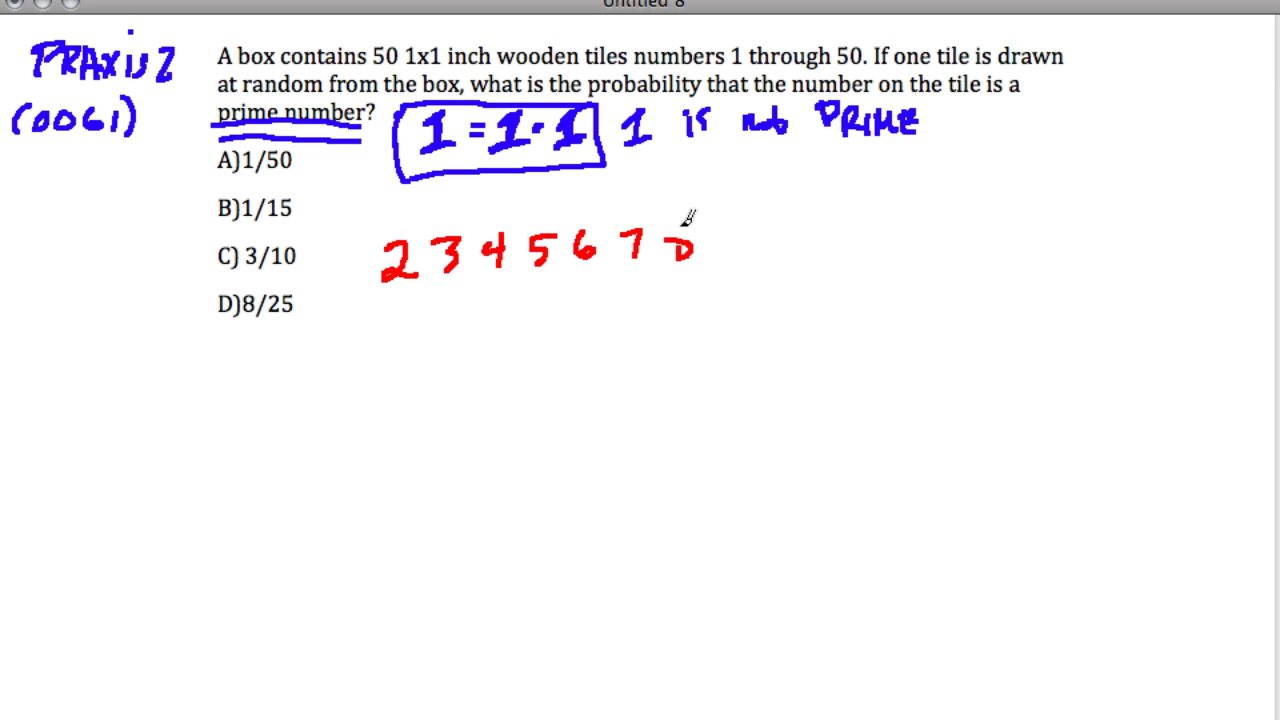 Untitled 8
PRAXIS 2
(0061)
A box contains 50 1x1 inch wooden tiles numbers 1 through 50. If one tile is drawn
at random from the box, what is the probability that the number on the tile is a
prime number?
1 = 1 · 1 1 is not PRIME
A)1/50
B)1/15
C) 3/10
D)8/25
2 3 4 5 6 7